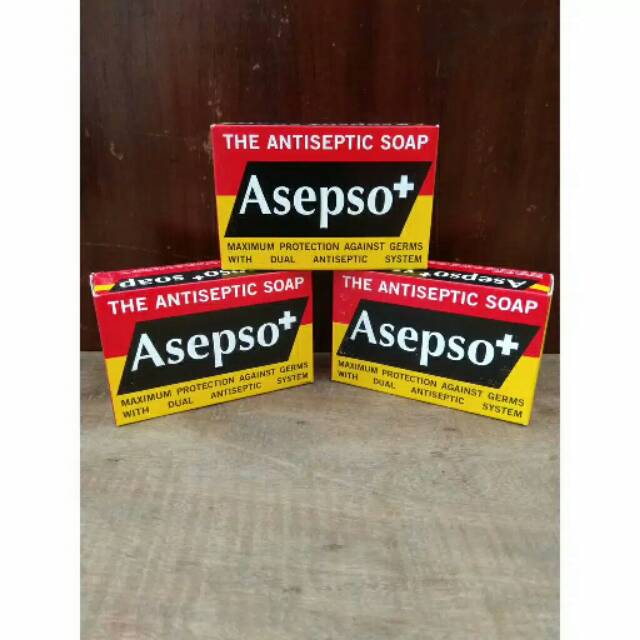 THE ANTISEPTIC SOAP
Asepso+
MAXIMUM PROTECTION AGAINST GERMS
WITH DUAL ANTISEPTIC SYSTEM
so+ soap
THE ANTISEPTIC SOAP
Asepso+
MAXIMUM PROTECTION AGAINST GERMS
WITH DUAL ANTISEPTIC SYSTEM
Asepso+
THE ANTISEPTIC SOAP
Asepso+
MAXIMUM PROTECTION AGAINST GERMS
WITH DUAL ANTISEPTIC SYSTEM